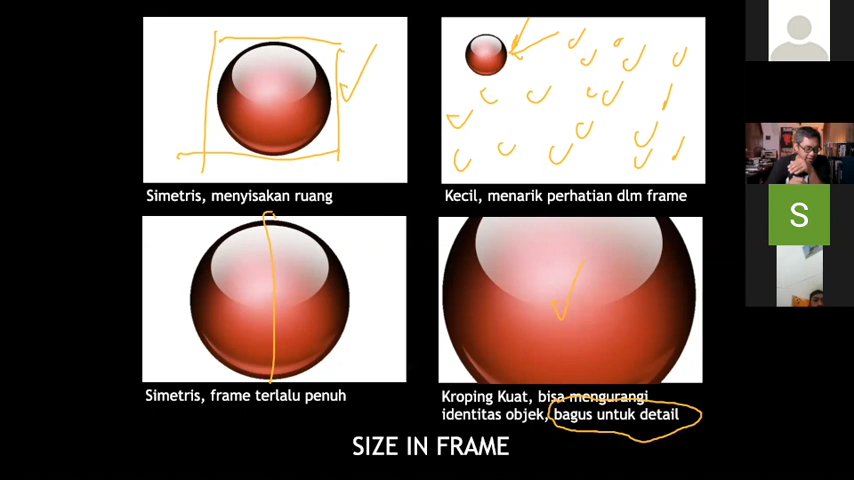 Simetris, menyisakan ruang
Kecil, menarik perhatian dlm frame
Simetris, frame terlalu penuh
Kroping Kuat, bisa mengurangi
identitas objek, bagus untuk detail
SIZE IN FRAME
S